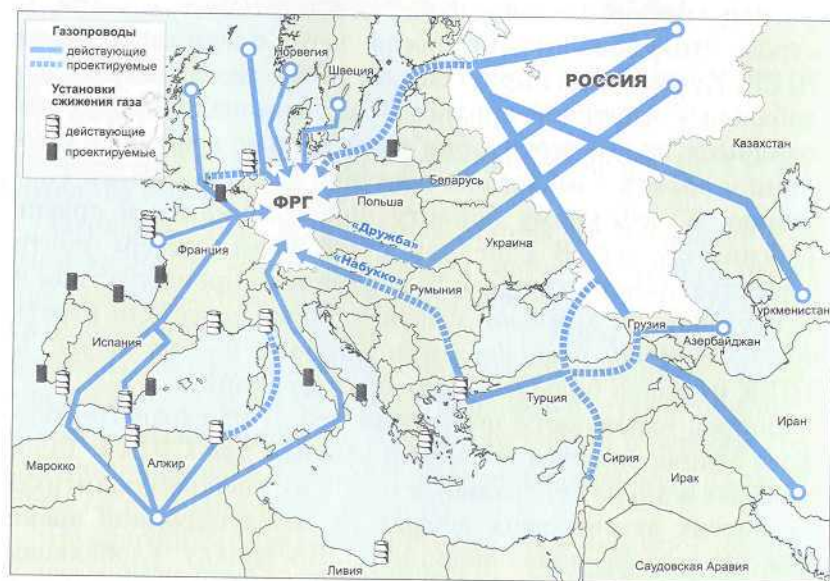 Газопроводы
действующие
проектируемые
Установки
сжижения газа
действующие
проектируемые
Норвегия
Швеция
РОССИЯ
Казахстан
Беларусь
ФРГ
Польша
«Дружба»
Украина
Франция
«Набукко»
Румыния
Туркменистан
Грузия
Азербайджан
Испания
Турция
Иран
Сирия
Марокко
Алжир
Ирак
Ливия
Саудовская Аравия